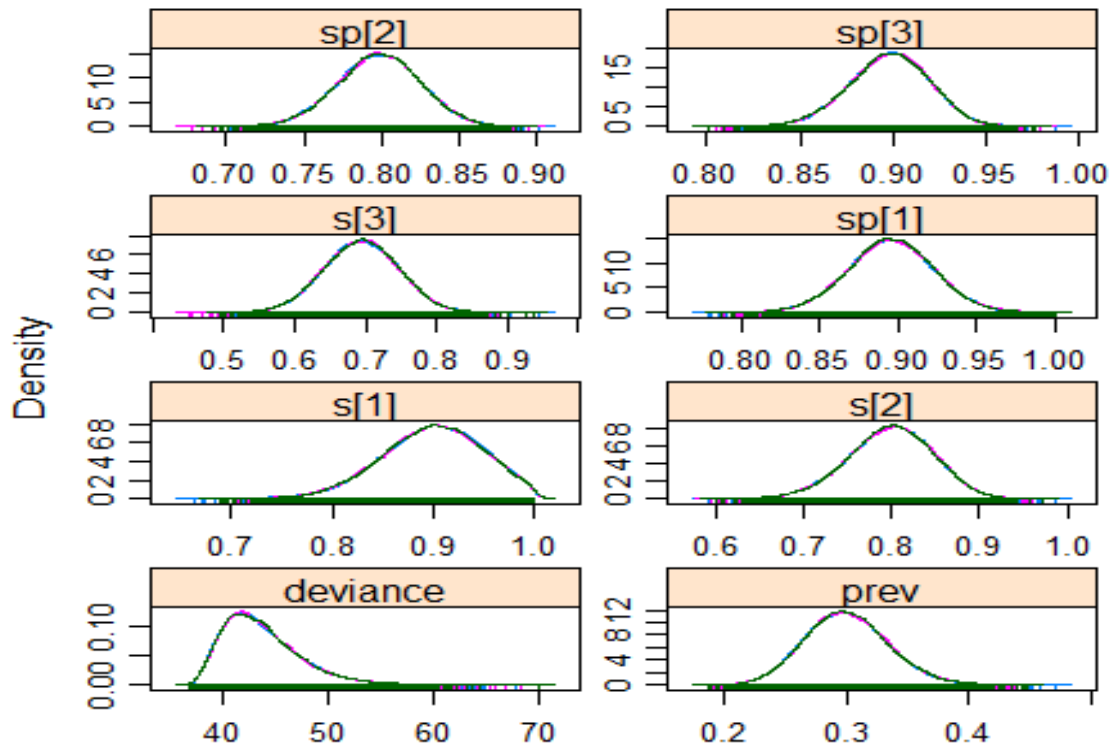 sp[2]
sp[3]
0 5 10
0 5 15
0.70 0.75 0.80 0.85 0.90
0.80 0.85 0.90 0.95 1.00
s[3]
sp[1]
0 2 4 6
0 5 10
0.5 0.6 0.7 0.8 0.9
0.80 0.85 0.90 0.95 1.00
Density
s[1]
s[2]
0 2 4 6 8
0 2 4 6 8
0.7 0.8 0.9 1.0
0.6 0.7 0.8 0.9 1.0
deviance
prev
0.00 0.10
0 4 8 12
40 50 60 70
0.2 0.3 0.4